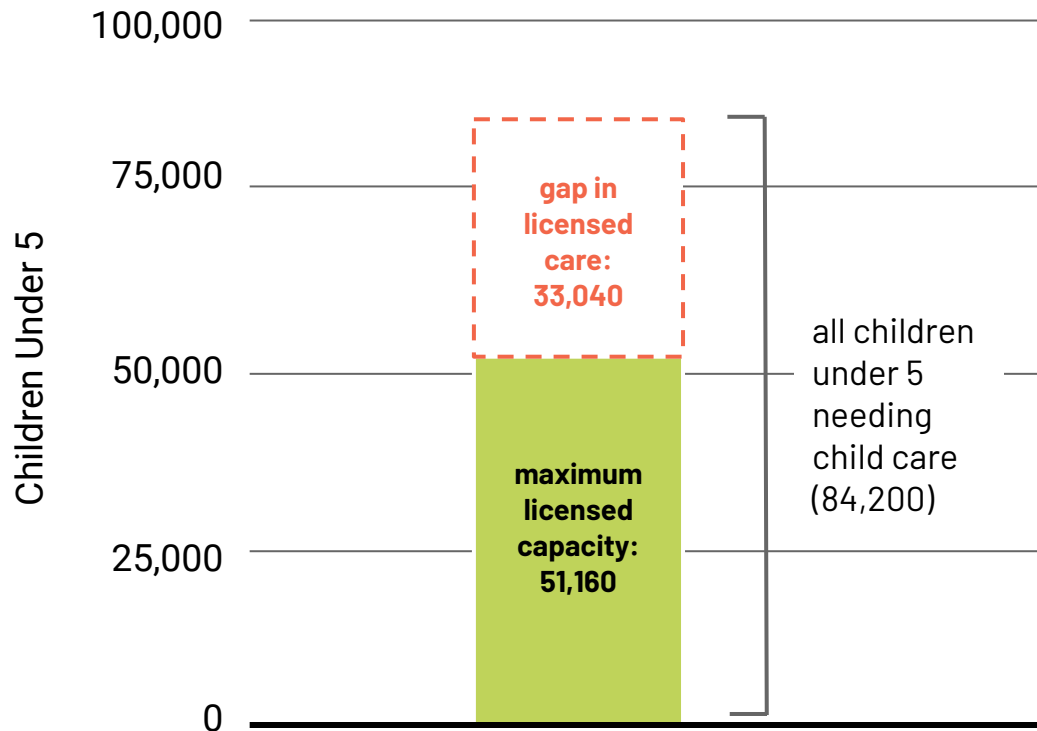 100,000
75,000
50,000
25,000
0
Children Under 5
gap in
licensed
care:
33,040
maximum
licensed
capacity:
51,160
all children
under 5
needing
child care
(84,200)